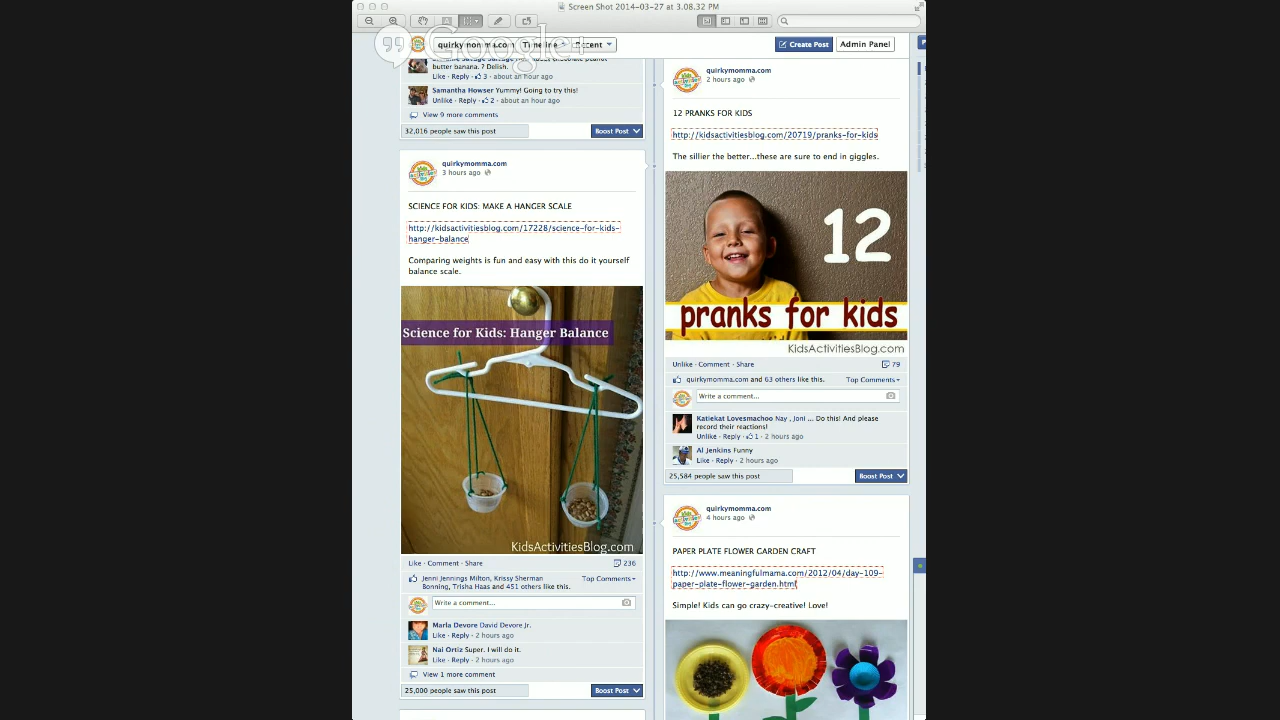 Screen Shot 2014-03-27 at 3.08.32 PM
Google+
quirkymomma.com Timeline Recent
Create Post
Admin Panel
butter banana. ? Delish.
Like · Reply · 3 · about an hour ago
Samantha Howser Yummy! Going to try this!
Unlike · Reply · 2 · about an hour ago
View 9 more comments
32,016 people saw this post
Boost Post
quirkymomma.com
3 hours ago
SCIENCE FOR KIDS: MAKE A HANGER SCALE
http://kidsactivitiesblog.com/17228/science-for-kids-
hanger-balance
Comparing weights is fun and easy with this do it yourself
balance scale.
Science for Kids: Hanger Balance
KidsActivitiesBlog.com
Like · Comment · Share
236
Jenni Jennings Milton, Krissy Sherman
Bonning, Trisha Haas and 451 others like this.
Top Comments
Write a comment...
Marla Devore David Devore Jr.
Like · Reply · 2 hours ago
Nai Ortiz Super. I will do it.
Like · Reply · 2 hours ago
View 1 more comment
25,000 people saw this post
Boost Post
quirkymomma.com
2 hours ago
12 PRANKS FOR KIDS
http://kidsactivitiesblog.com/20719/pranks-for-kids
The sillier the better...these are sure to end in giggles.
12
pranks for kids
KidsActivitiesBlog.com
Unlike · Comment · Share
79
quirkymomma.com and 63 others like this.
Top Comments
Write a comment...
Katiekat Lovesmachoo Nay , Joni ... Do this! And please
record their reactions!
Unlike · Reply · 1 · 2 hours ago
Al Jenkins Funny
Like · Reply · 2 hours ago
25,584 people saw this post
Boost Post
quirkymomma.com
4 hours ago
PAPER PLATE FLOWER GARDEN CRAFT
http://www.meaningfulmama.com/2012/04/day-109-
paper-plate-flower-garden.html
Simple! Kids can go crazy-creative! Love!